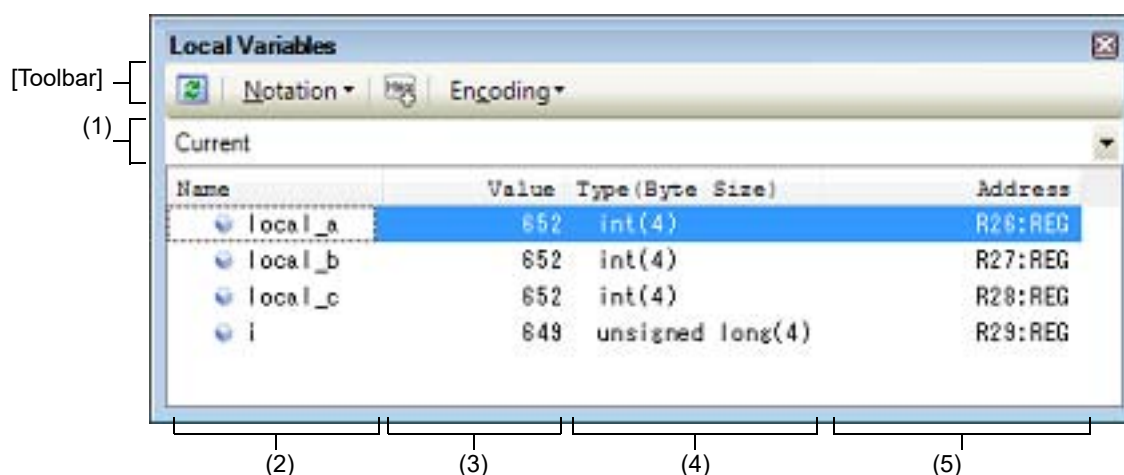 Local Variables
[Toolbar]
Notation
Hex
Encoding
(1)
Current
Name Value Type(Byte Size) Address
local_a 652 int(4) R26:REG
local_b 652 int(4) R27:REG
local_c 652 int(4) R28:REG
i 649 unsigned long(4) R29:REG
(2) (3) (4) (5)